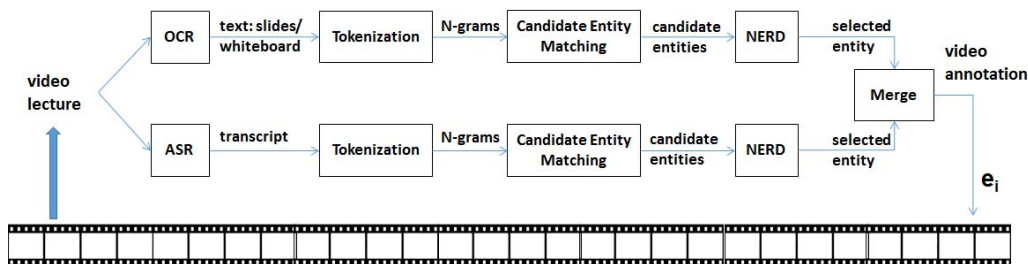 OCR
text: slides/
whiteboard
Tokenization
N-grams
Candidate Entity
Matching
candidate
entities
NERD
selected
entity
video
annotation
video
lecture
Merge
ASR
transcript
Tokenization
N-grams
Candidate Entity
Matching
candidate
entities
NERD
selected
entity
ei